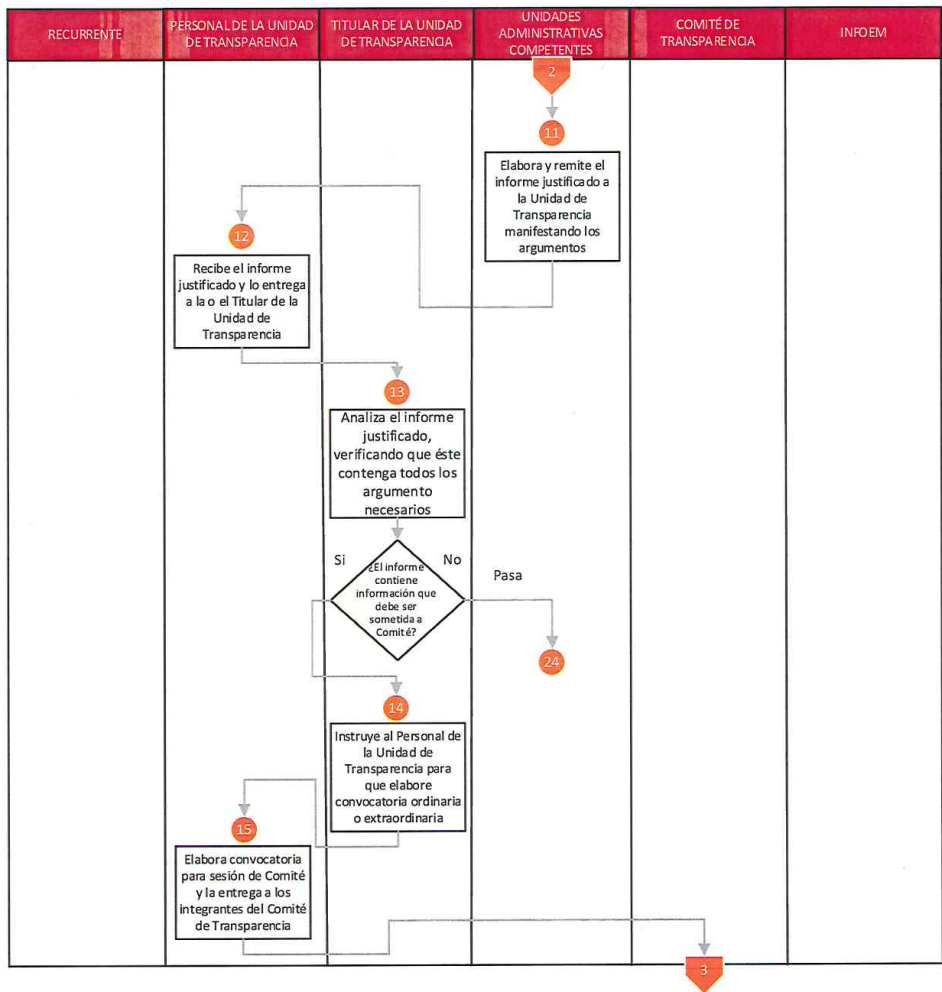 RECURRENTE
PERSONAL DE LA UNIDAD
DE TRANSPARENCIA
TITULAR DE LA UNIDAD
DE TRANSPARENCIA
UNIDADES
ADMINISTRATIVAS
COMPETENTES
COMITÉ DE
TRANSPARENCIA
INFOEM
2
11
Elabora y remite el
informe justificado a
la Unidad de
Transparencia
manifestando los
argumentos
12
Recibe el informe
justificado y lo entrega
a la o el Titular de la
Unidad de
Transparencia
13
Analiza el informe
justificado,
verificando que éste
contenga todos los
argumento
necesarios
Si
No
¿El informe
contiene
información que
debe ser
sometida a
Comité?
Pasa
24
14
Instruye al Personal de
la Unidad de
Transparencia para
que elabore
convocatoria ordinaria
o extraordinaria
15
Elabora convocatoria
para sesión de Comité
y la entrega a los
integrantes del Comité
de Transparencia
3